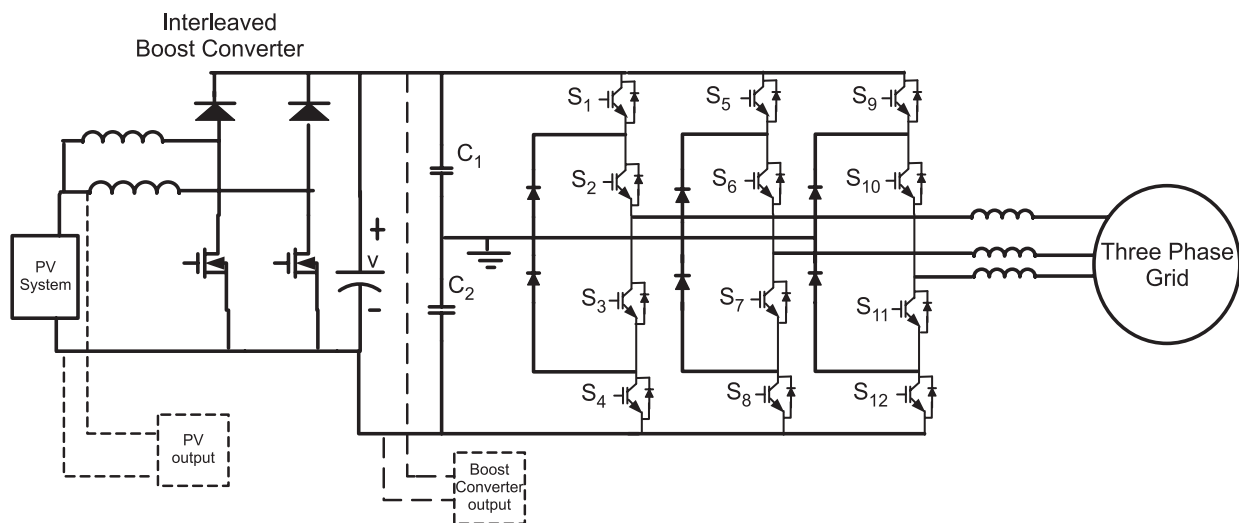 Interleaved
Boost Converter
S1
S5
S9
C1
S2
S6
S10
+
v
-
PV
System
C2
S3
S7
S11
Three Phase
Grid
S4
S8
S12
PV
output
Boost
Converter
output